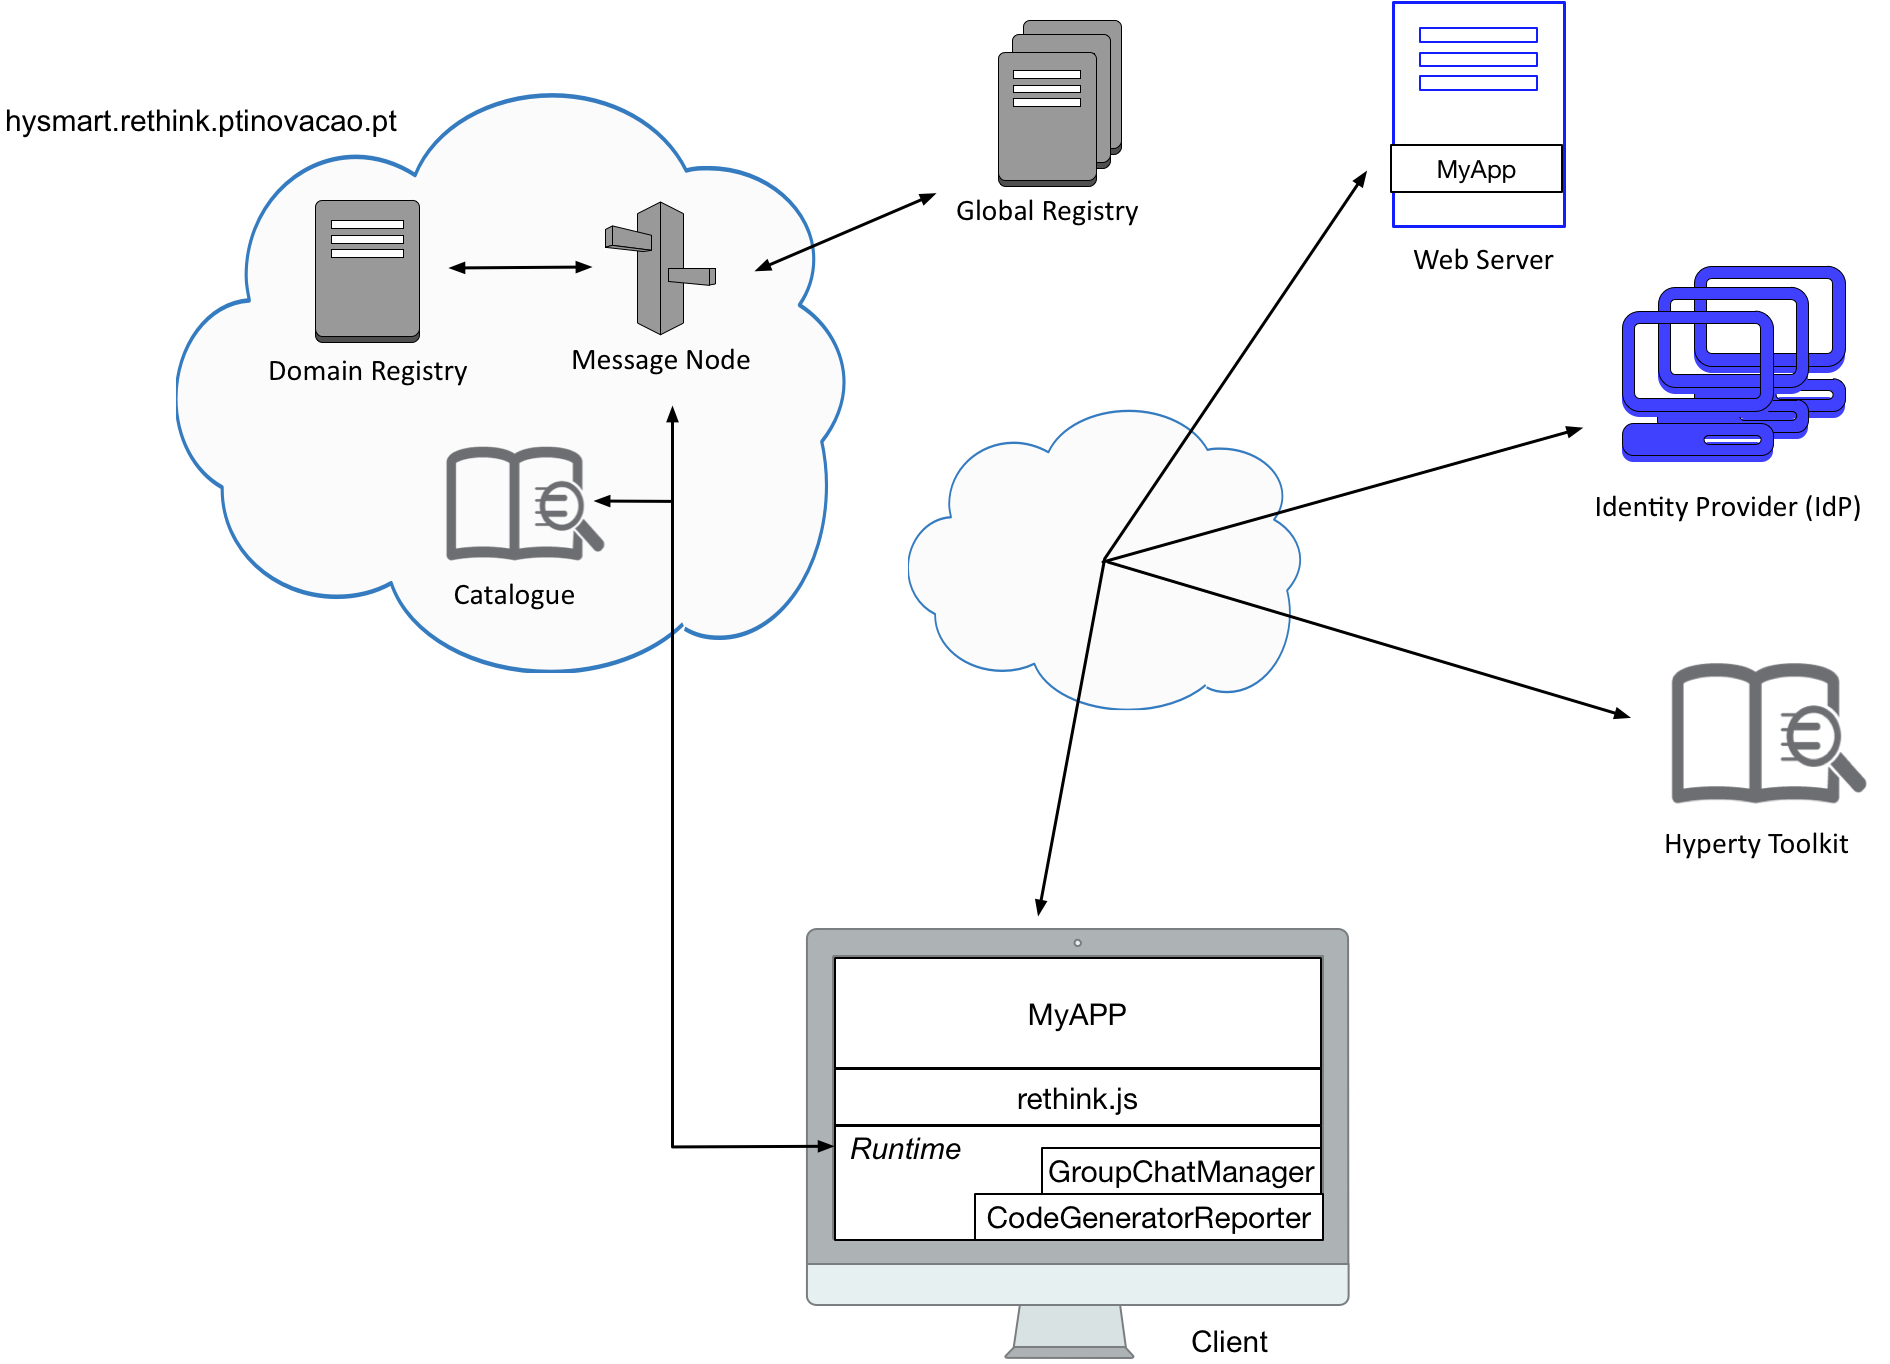 hysmart.rethink.ptinovacao.pt
Global Registry
MyApp
Web Server
Domain Registry
Message Node
Catalogue
Identity Provider (IdP)
Hyperty Toolkit
MyAPP
rethink.js
Runtime
GroupChatManager
CodeGeneratorReporter
Client